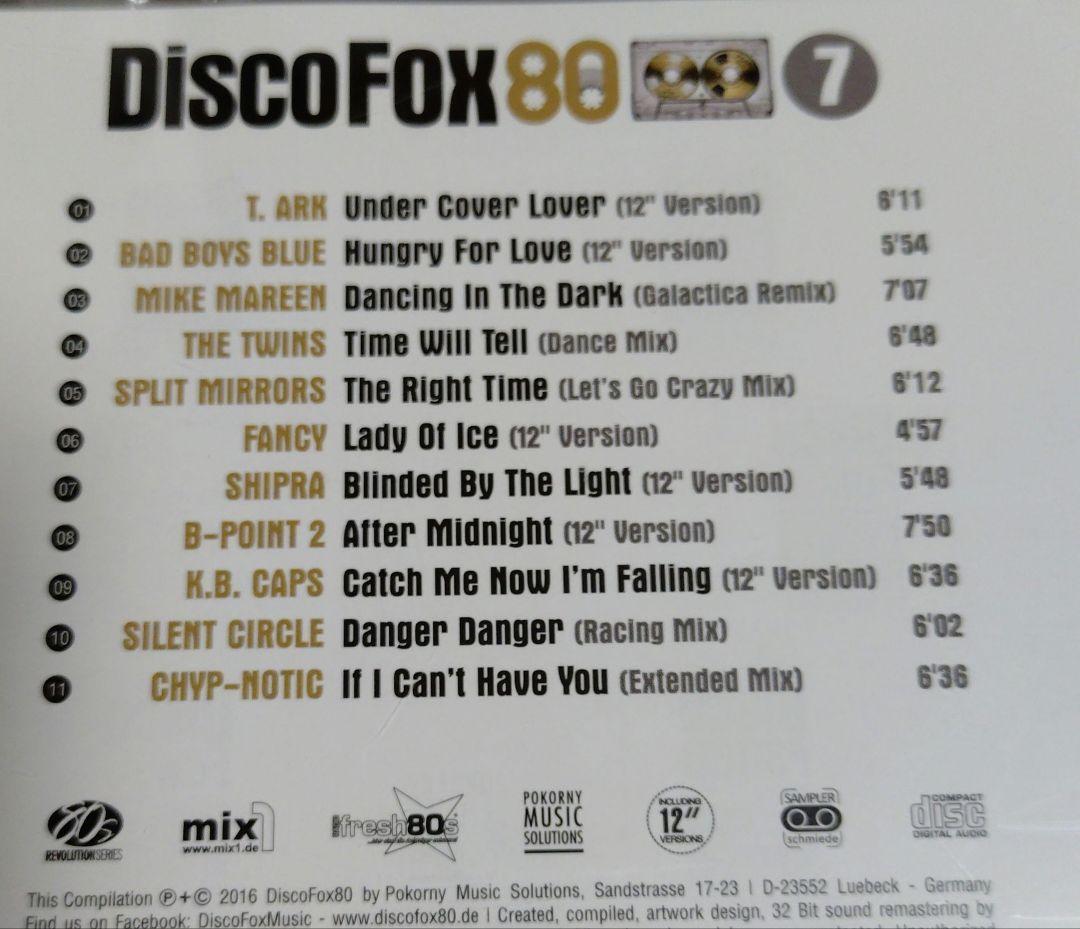 DiscoFox80 7
01 T. ARK Under Cover Lover (12" Version) 6'11
02 BAD BOYS BLUE Hungry For Love (12" Version) 5'54
03 MIKE MAREEN Dancing In The Dark (Galactica Remix) 7'07
04 THE TWINS Time Will Tell (Dance Mix) 6'48
05 SPLIT MIRRORS The Right Time (Let's Go Crazy Mix) 6'12
06 FANCY Lady Of Ice (12" Version) 4'57
07 SHIPRA Blinded By The Light (12" Version) 5'48
08 B-POINT 2 After Midnight (12" Version) 7'50
09 K.B. CAPS Catch Me Now I'm Falling (12" Version) 6'36
10 SILENT CIRCLE Danger Danger (Racing Mix) 6'02
11 CHYP-NOTIC If I Can't Have You (Extended Mix) 6'36
80s
REVOLUTION SERIES
mix1
www.mix1.de
fresh80s
POKORNY
MUSIC
SOLUTIONS
INCLUDING
12"
VERSIONS
SAMPLER
schmiede
COMPACT
disc
DIGITAL AUDIO
This Compilation ℗+© 2016 DiscoFox80 by Pokorny Music Solutions, Sandstrasse 17-23 | D-23552 Luebeck - Germany
Find us on Facebook: DiscoFoxMusic - www.discofox80.de | Created, compiled, artwork design, 32 Bit sound remastering by